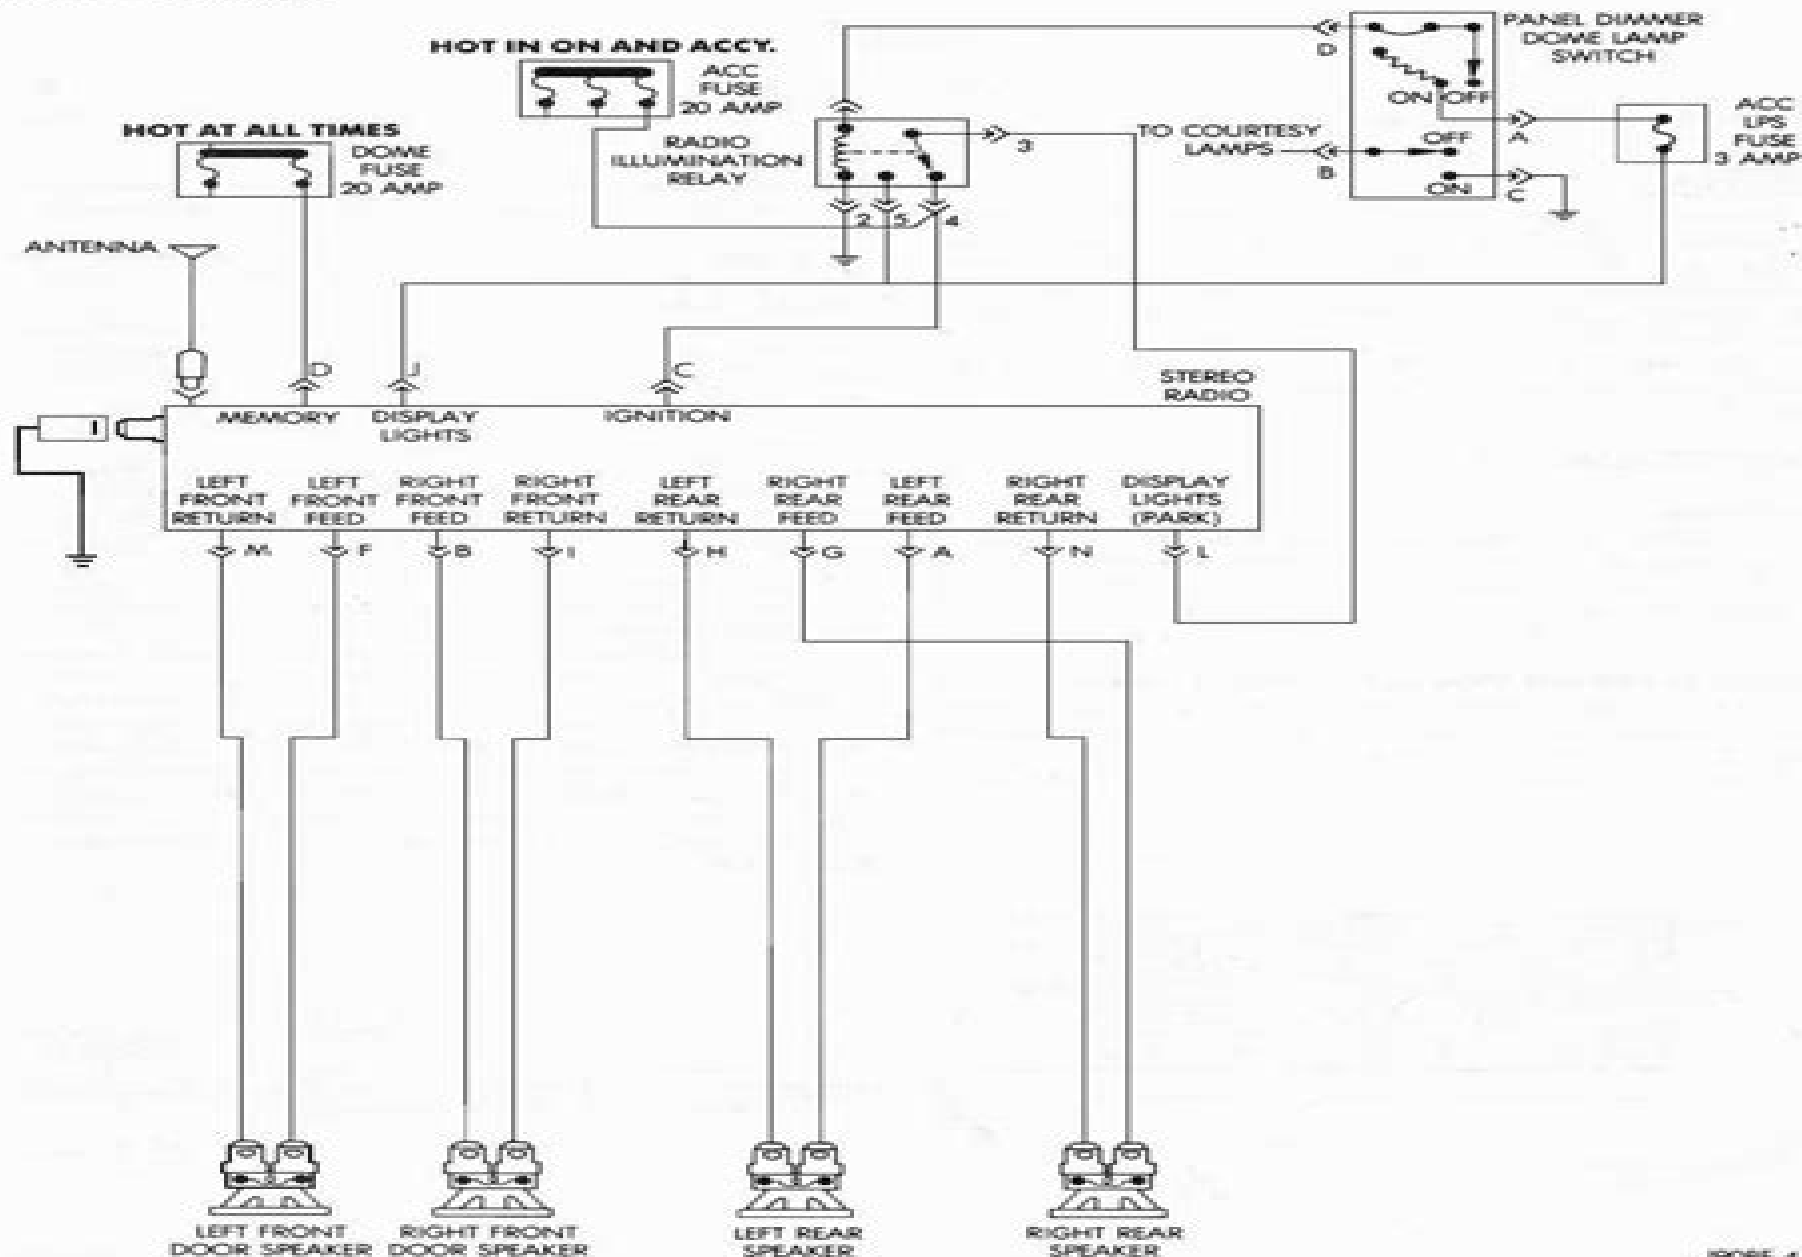 PANEL DIMMER
DOME LAMP
SWITCH
D
HOT IN ON AND ACCY.
ACC
FUSE
20 AMP
ON OFF
ACC
LPS
FUSE
3 AMP
HOT AT ALL TIMES
DOME
FUSE
20 AMP
RADIO
ILLUMINATION
RELAY
3
TO COURTESY
LAMPS
OFF
A
B
ON
C
2
5
4
ANTENNA
D
J
C
STEREO
RADIO
MEMORY
DISPLAY
LIGHTS
IGNITION
LEFT
FRONT
RETURN
LEFT
FRONT
FEED
RIGHT
FRONT
FEED
RIGHT
FRONT
RETURN
LEFT
REAR
RETURN
RIGHT
REAR
FEED
LEFT
REAR
FEED
RIGHT
REAR
RETURN
DISPLAY
LIGHTS
(PARK)
M
F
B
I
H
G
A
N
L
LEFT FRONT
DOOR SPEAKER
RIGHT FRONT
DOOR SPEAKER
LEFT REAR
SPEAKER
RIGHT REAR
SPEAKER